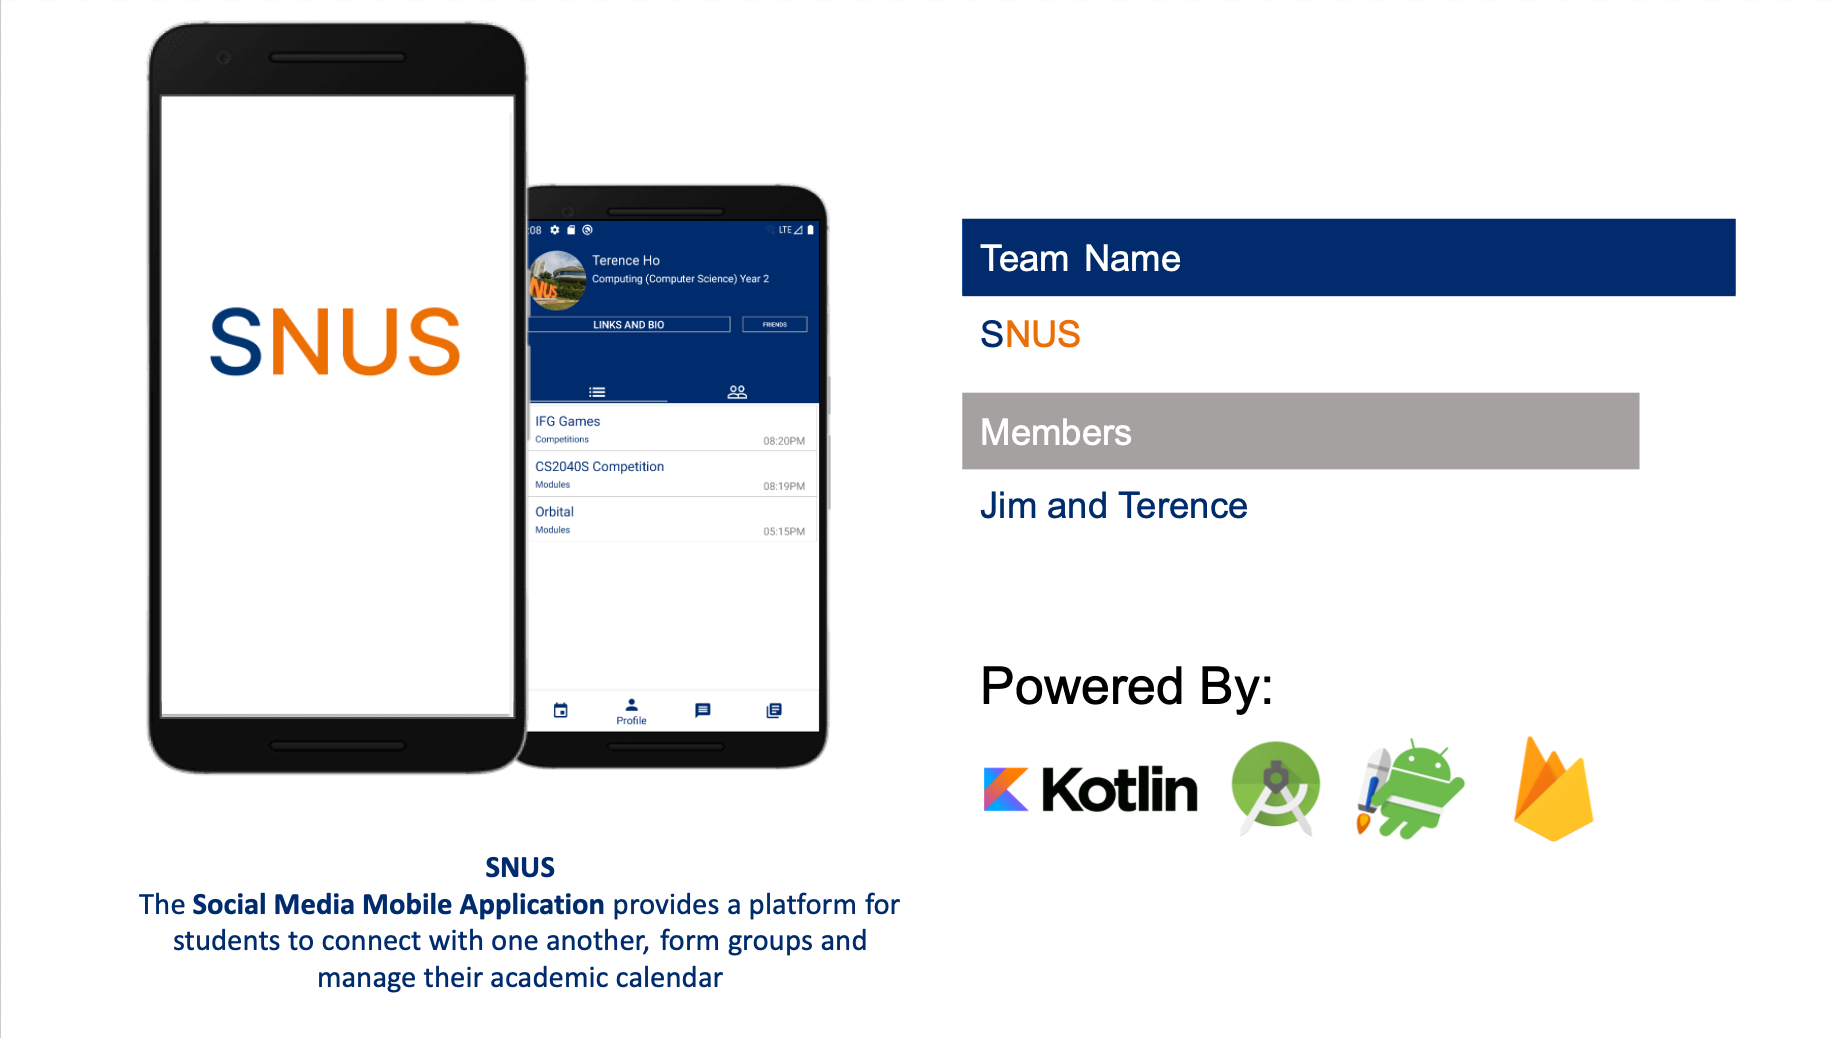 SNUS
:08
LTE
Terence Ho
Computing (Computer Science) Year 2
NUS
LINKS AND BIO
FRIENDS
IFG Games
Competitions
08:20PM
CS2040S Competition
Modules
08:19PM
Orbital
Modules
05:15PM
Profile
SNUS
The Social Media Mobile Application provides a platform for
students to connect with one another, form groups and
manage their academic calendar
Team Name
SNUS
Members
Jim and Terence
Powered By:
Kotlin